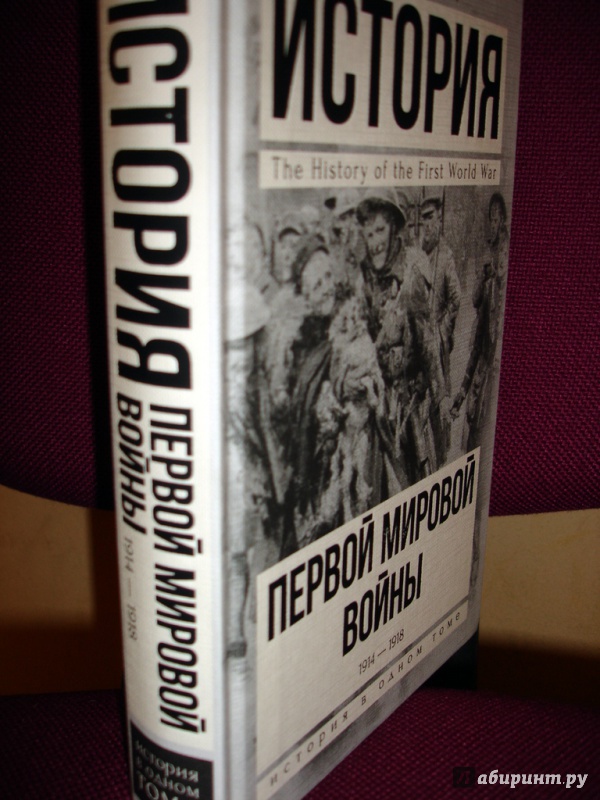 ИСТОРИЯ
The History of the First World War
ПЕРВОЙ МИРОВОЙ
ВОЙНЫ
1914 — 1918
история в одном томе
ИСТОРИЯ
ПЕРВОЙ МИРОВОЙ
ВОЙНЫ 1914 — 1918
история
в одном
томе
Лабиринт.ру